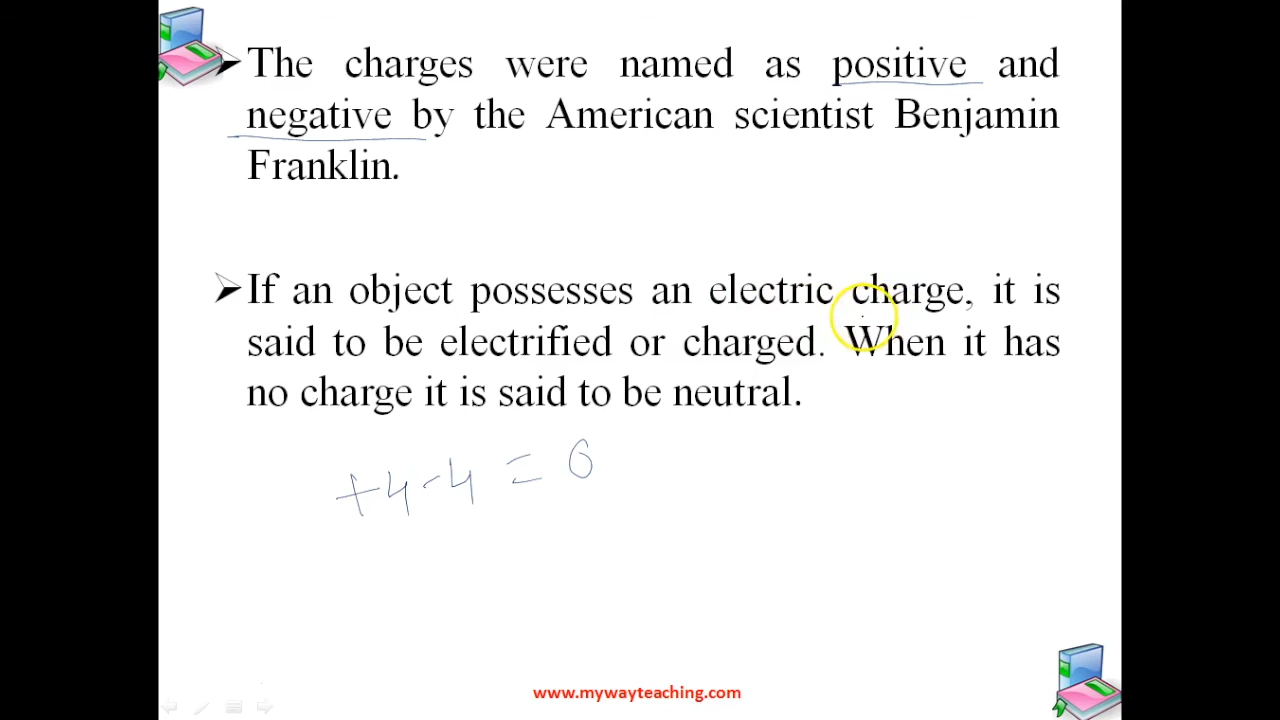 The charges were named as positive and
negative by the American scientist Benjamin
Franklin.
If an object possesses an electric charge, it is
said to be electrified or charged. When it has
no charge it is said to be neutral.
+4-4 = 0
www.mywayteaching.com